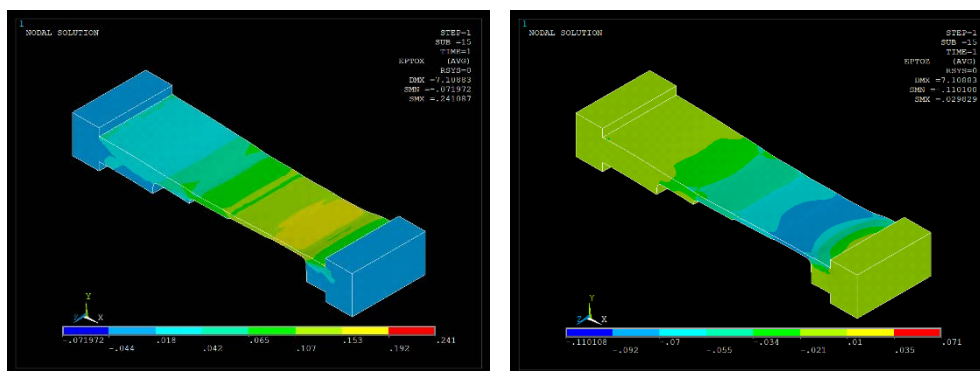 1
NODAL SOLUTION
STEP=1
SUB =15
TIME=1
EPTOX (AVG)
RSYS=0
DMX =7.10883
SMN =-.071972
SMX =.241087
Y
Z X
-.071972 .018 .065 .153 .241
-.044 .042 .107 .192
1
NODAL SOLUTION
STEP=1
SUB =15
TIME=1
EPTOZ (AVG)
RSYS=0
DMX =7.10883
SMN =-.110108
SMX =.029829
Y
Z X
-.110108 -.07 -.034 .01 .071
-.092 -.055 -.021 .035